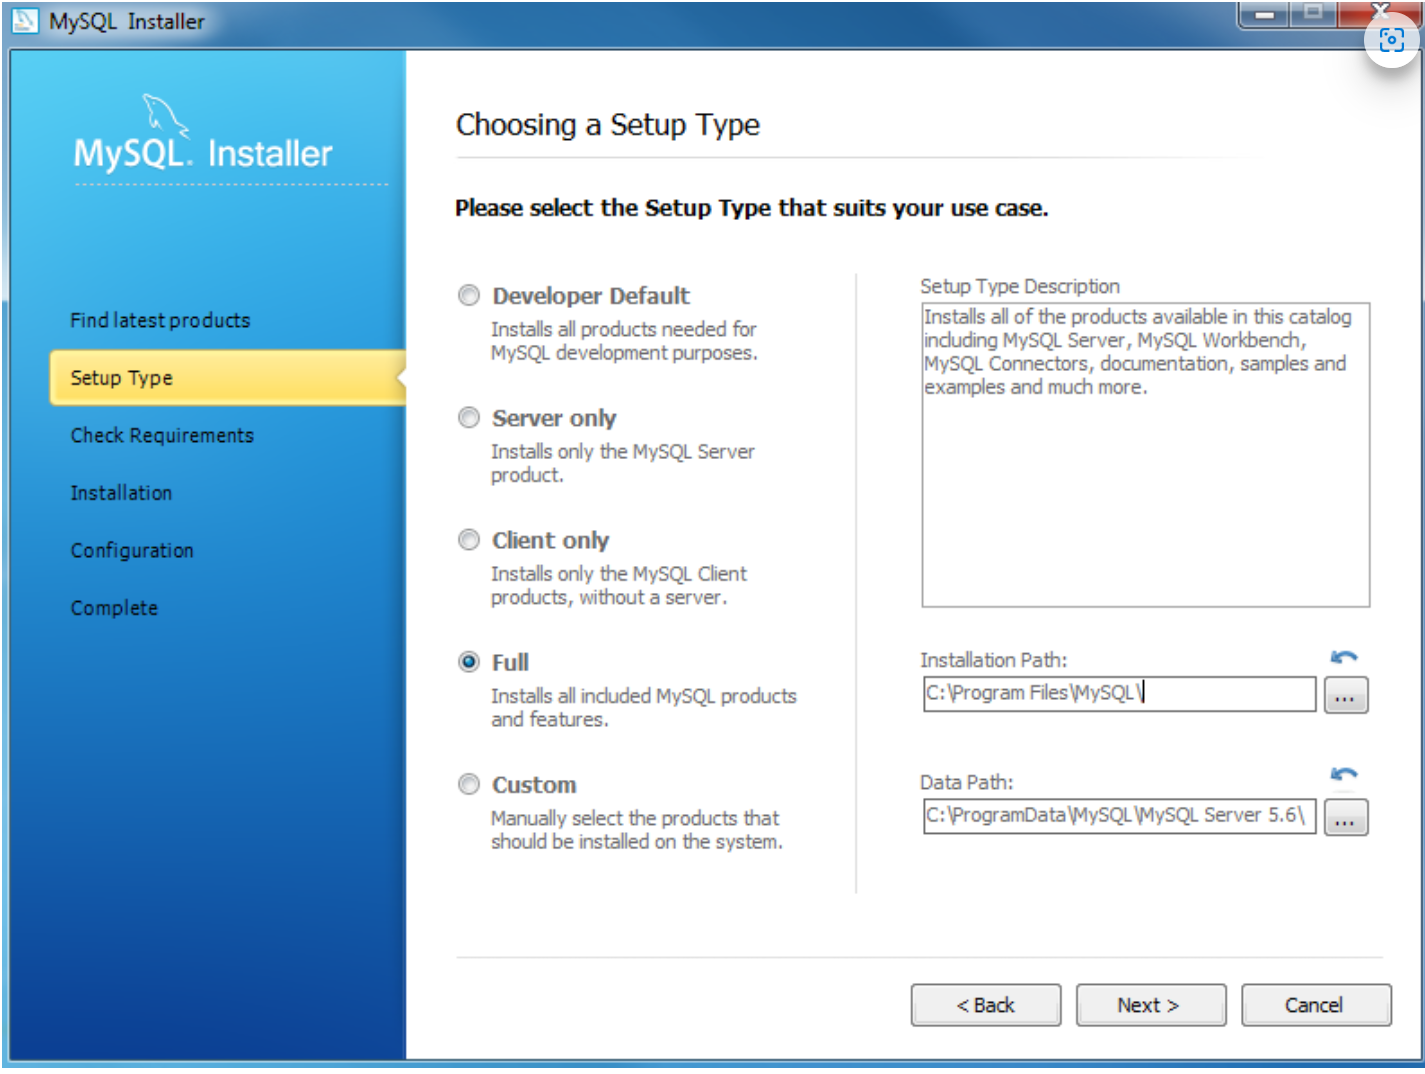 MySQL Installer
MySQL. Installer
Find latest products
Setup Type
Check Requirements
Installation
Configuration
Complete
Choosing a Setup Type
Please select the Setup Type that suits your use case.
Developer Default
Installs all products needed for
MySQL development purposes.
Server only
Installs only the MySQL Server
product.
Client only
Installs only the MySQL Client
products, without a server.
Full
Installs all included MySQL products
and features.
Custom
Manually select the products that
should be installed on the system.
Setup Type Description
Installs all of the products available in this catalog
including MySQL Server, MySQL Workbench,
MySQL Connectors, documentation, samples and
examples and much more.
Installation Path:
C:\Program Files\MySQL\
...
Data Path:
C:\ProgramData\MySQL\MySQL Server 5.6\
...
< Back
Next >
Cancel